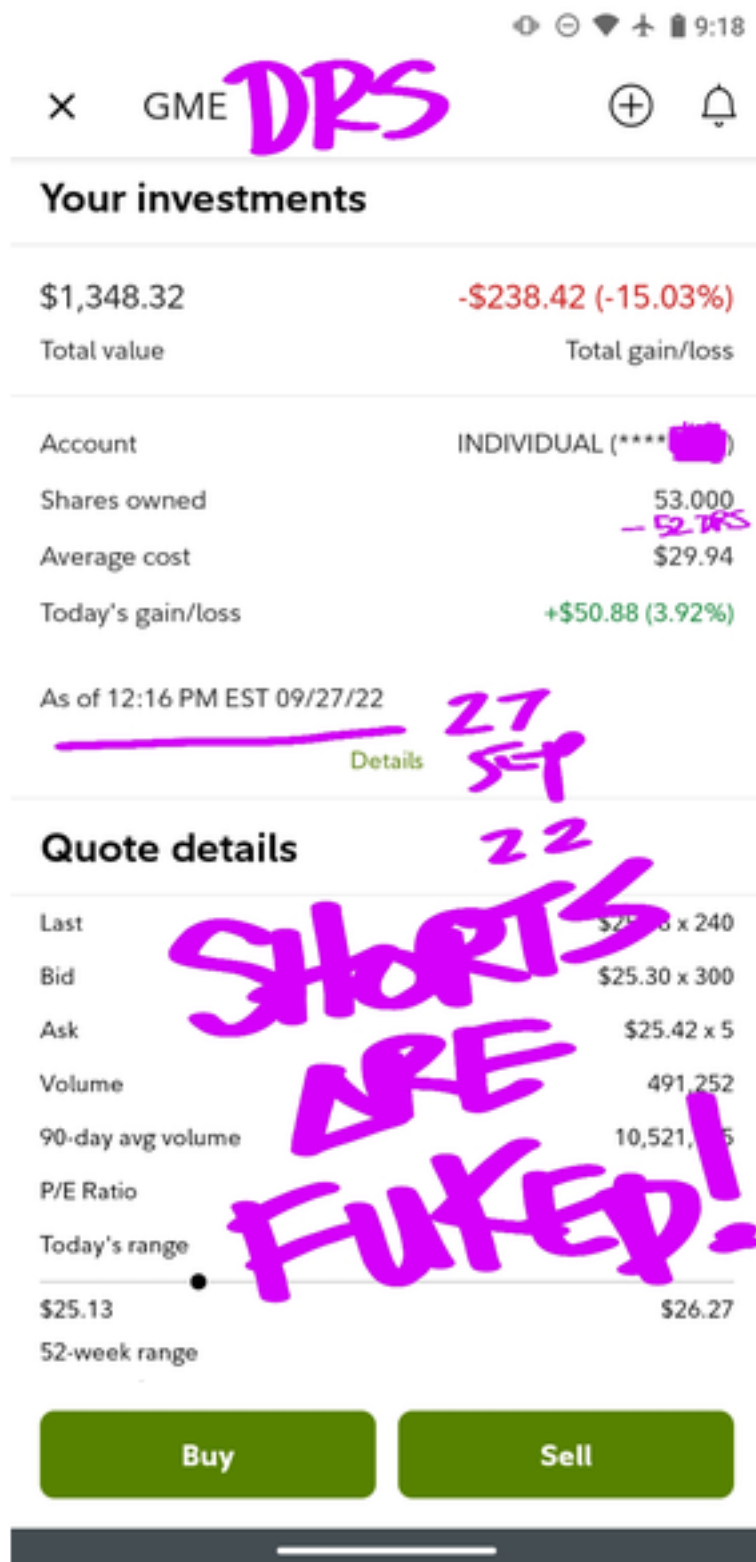 9:18
GME DRS
Your investments
$1,348.32 -$238.42 (-15.03%)
Total value Total gain/loss
Account INDIVIDUAL (****)
Shares owned 53.000
- 52 DRS
Average cost $29.94
Today's gain/loss +$50.88 (3.92%)
As of 12:16 PM EST 09/27/22 27
Details SEP
Quote details 22
SHORTS
Last x 240
Bid $25.30 x 300
ARE
Ask $25.42 x 5
Volume 491,252
90-day avg volume 10,521,
FUKED!
P/E Ratio
Today's range
$25.13 $26.27
52-week range
Buy Sell